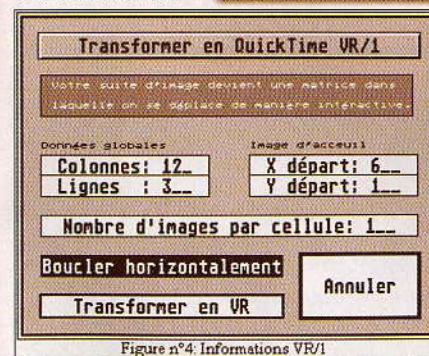 Transformer en QuickTime VR/1
Votre suite d'image devient une matrice dans
laquelle on se déplace de manière intéractive.
Données globales
Colonnes: 12_
Lignes : 3__
Image d'acceuil
X départ: 6__
Y départ: 1__
Nombre d'images par cellule: 1__
Boucler horizontalement
Transformer en VR
Annuler
Figure n°4: Informations VR/1